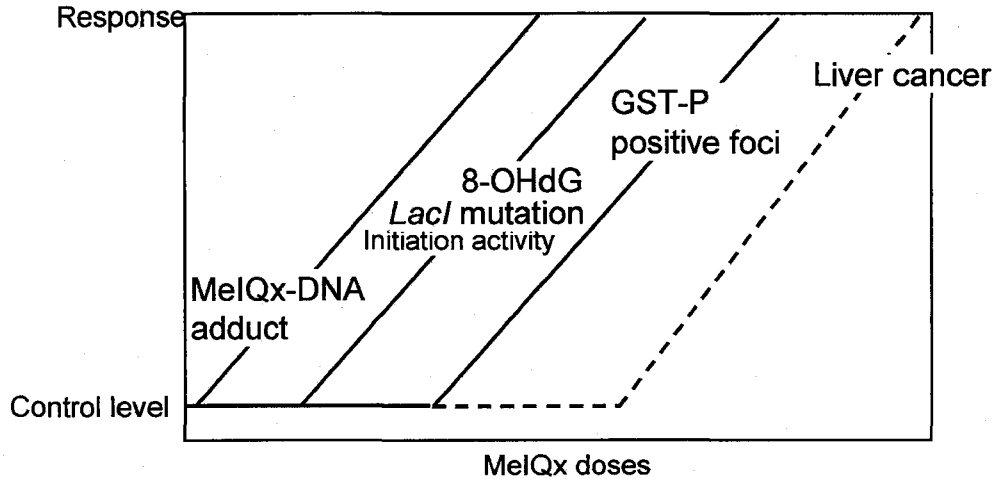 Response
Liver cancer
GST-P
positive foci
8-OHdG
LacI mutation
Initiation activity
MeIQx-DNA
adduct
Control level
MeIQx doses